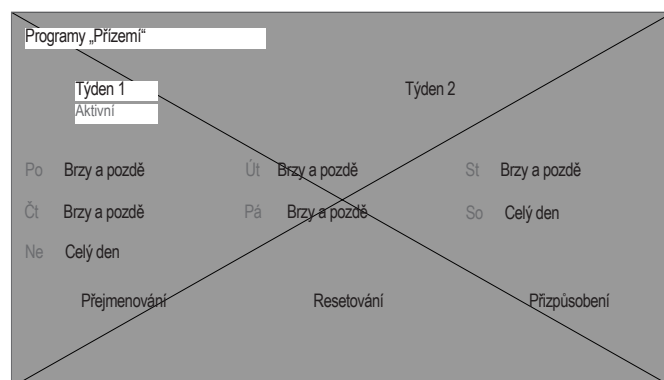 Programy „Přízemí“
Týden 1 Týden 2
Aktivní
Po Brzy a pozdě Út Brzy a pozdě St Brzy a pozdě
Čt Brzy a pozdě Pá Brzy a pozdě So Celý den
Ne Celý den
Přejmenování Resetování Přizpůsobení